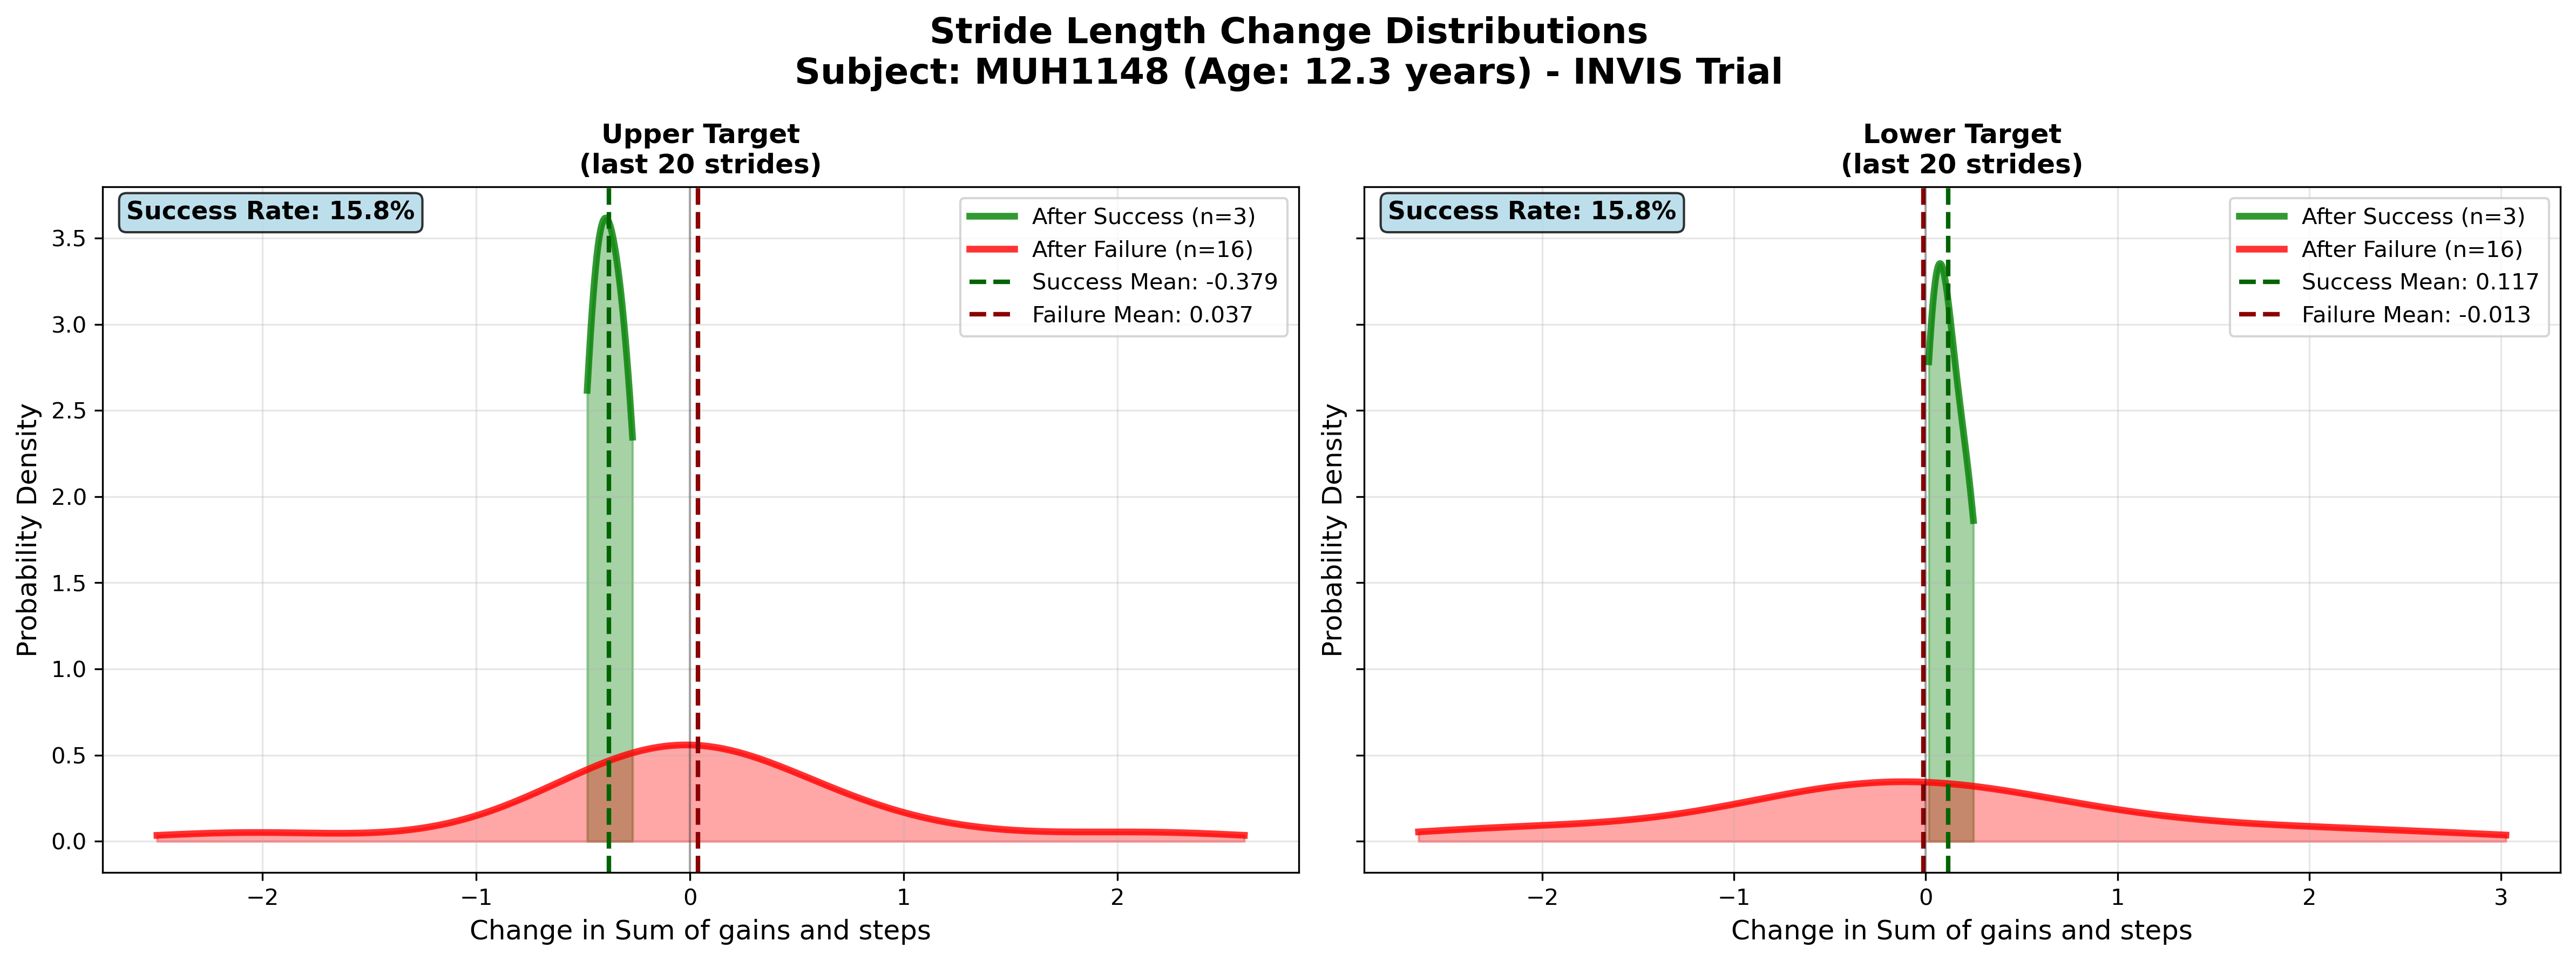 Stride Length Change Distributions
Subject: MUH1148 (Age: 12.3 years) - INVIS Trial
Upper Target
(last 20 strides)
Success Rate: 15.8%
After Success (n=3)
After Failure (n=16)
Success Mean: -0.379
Failure Mean: 0.037
Probability Density
3.5
3.0
2.5
2.0
1.5
1.0
0.5
0.0
−2
−1
0
1
2
Change in Sum of gains and steps
Lower Target
(last 20 strides)
Success Rate: 15.8%
After Success (n=3)
After Failure (n=16)
Success Mean: 0.117
Failure Mean: -0.013
Probability Density
−2
−1
0
1
2
3
Change in Sum of gains and steps